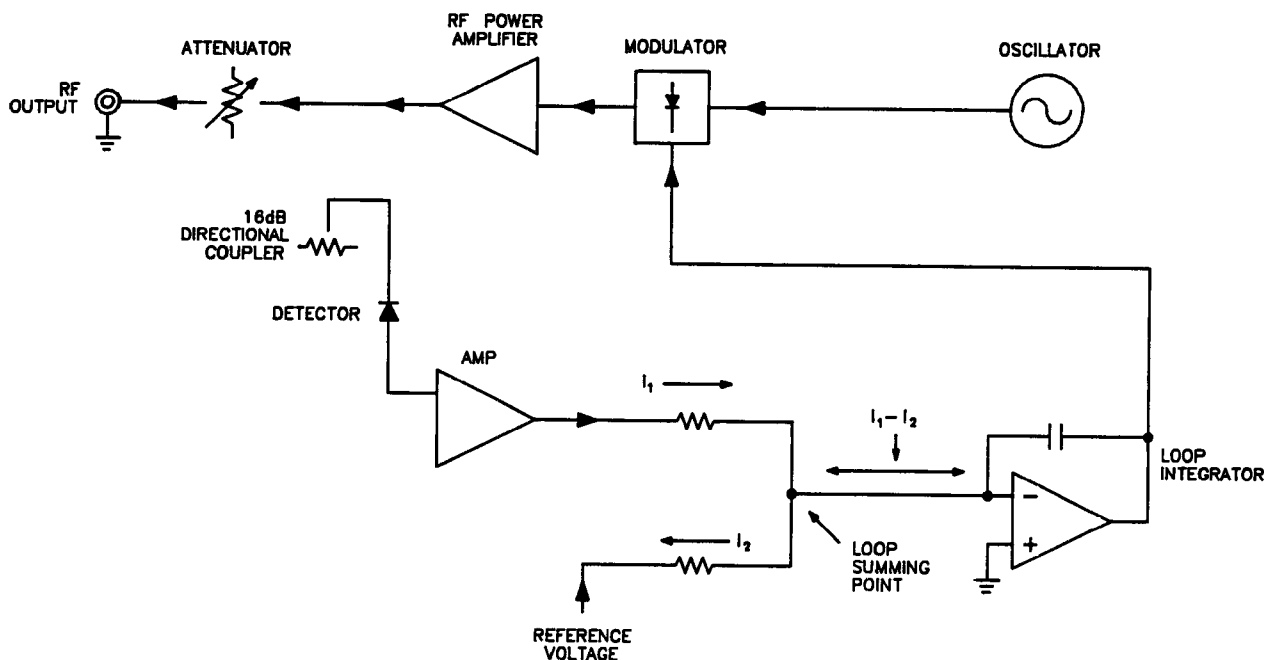 RF POWER
AMPLIFIER
ATTENUATOR
MODULATOR
OSCILLATOR
RF
OUTPUT
16dB
DIRECTIONAL
COUPLER
DETECTOR
AMP
I₁
I₁ – I₂
LOOP
INTEGRATOR
−
+
I₂
LOOP
SUMMING
POINT
REFERENCE
VOLTAGE